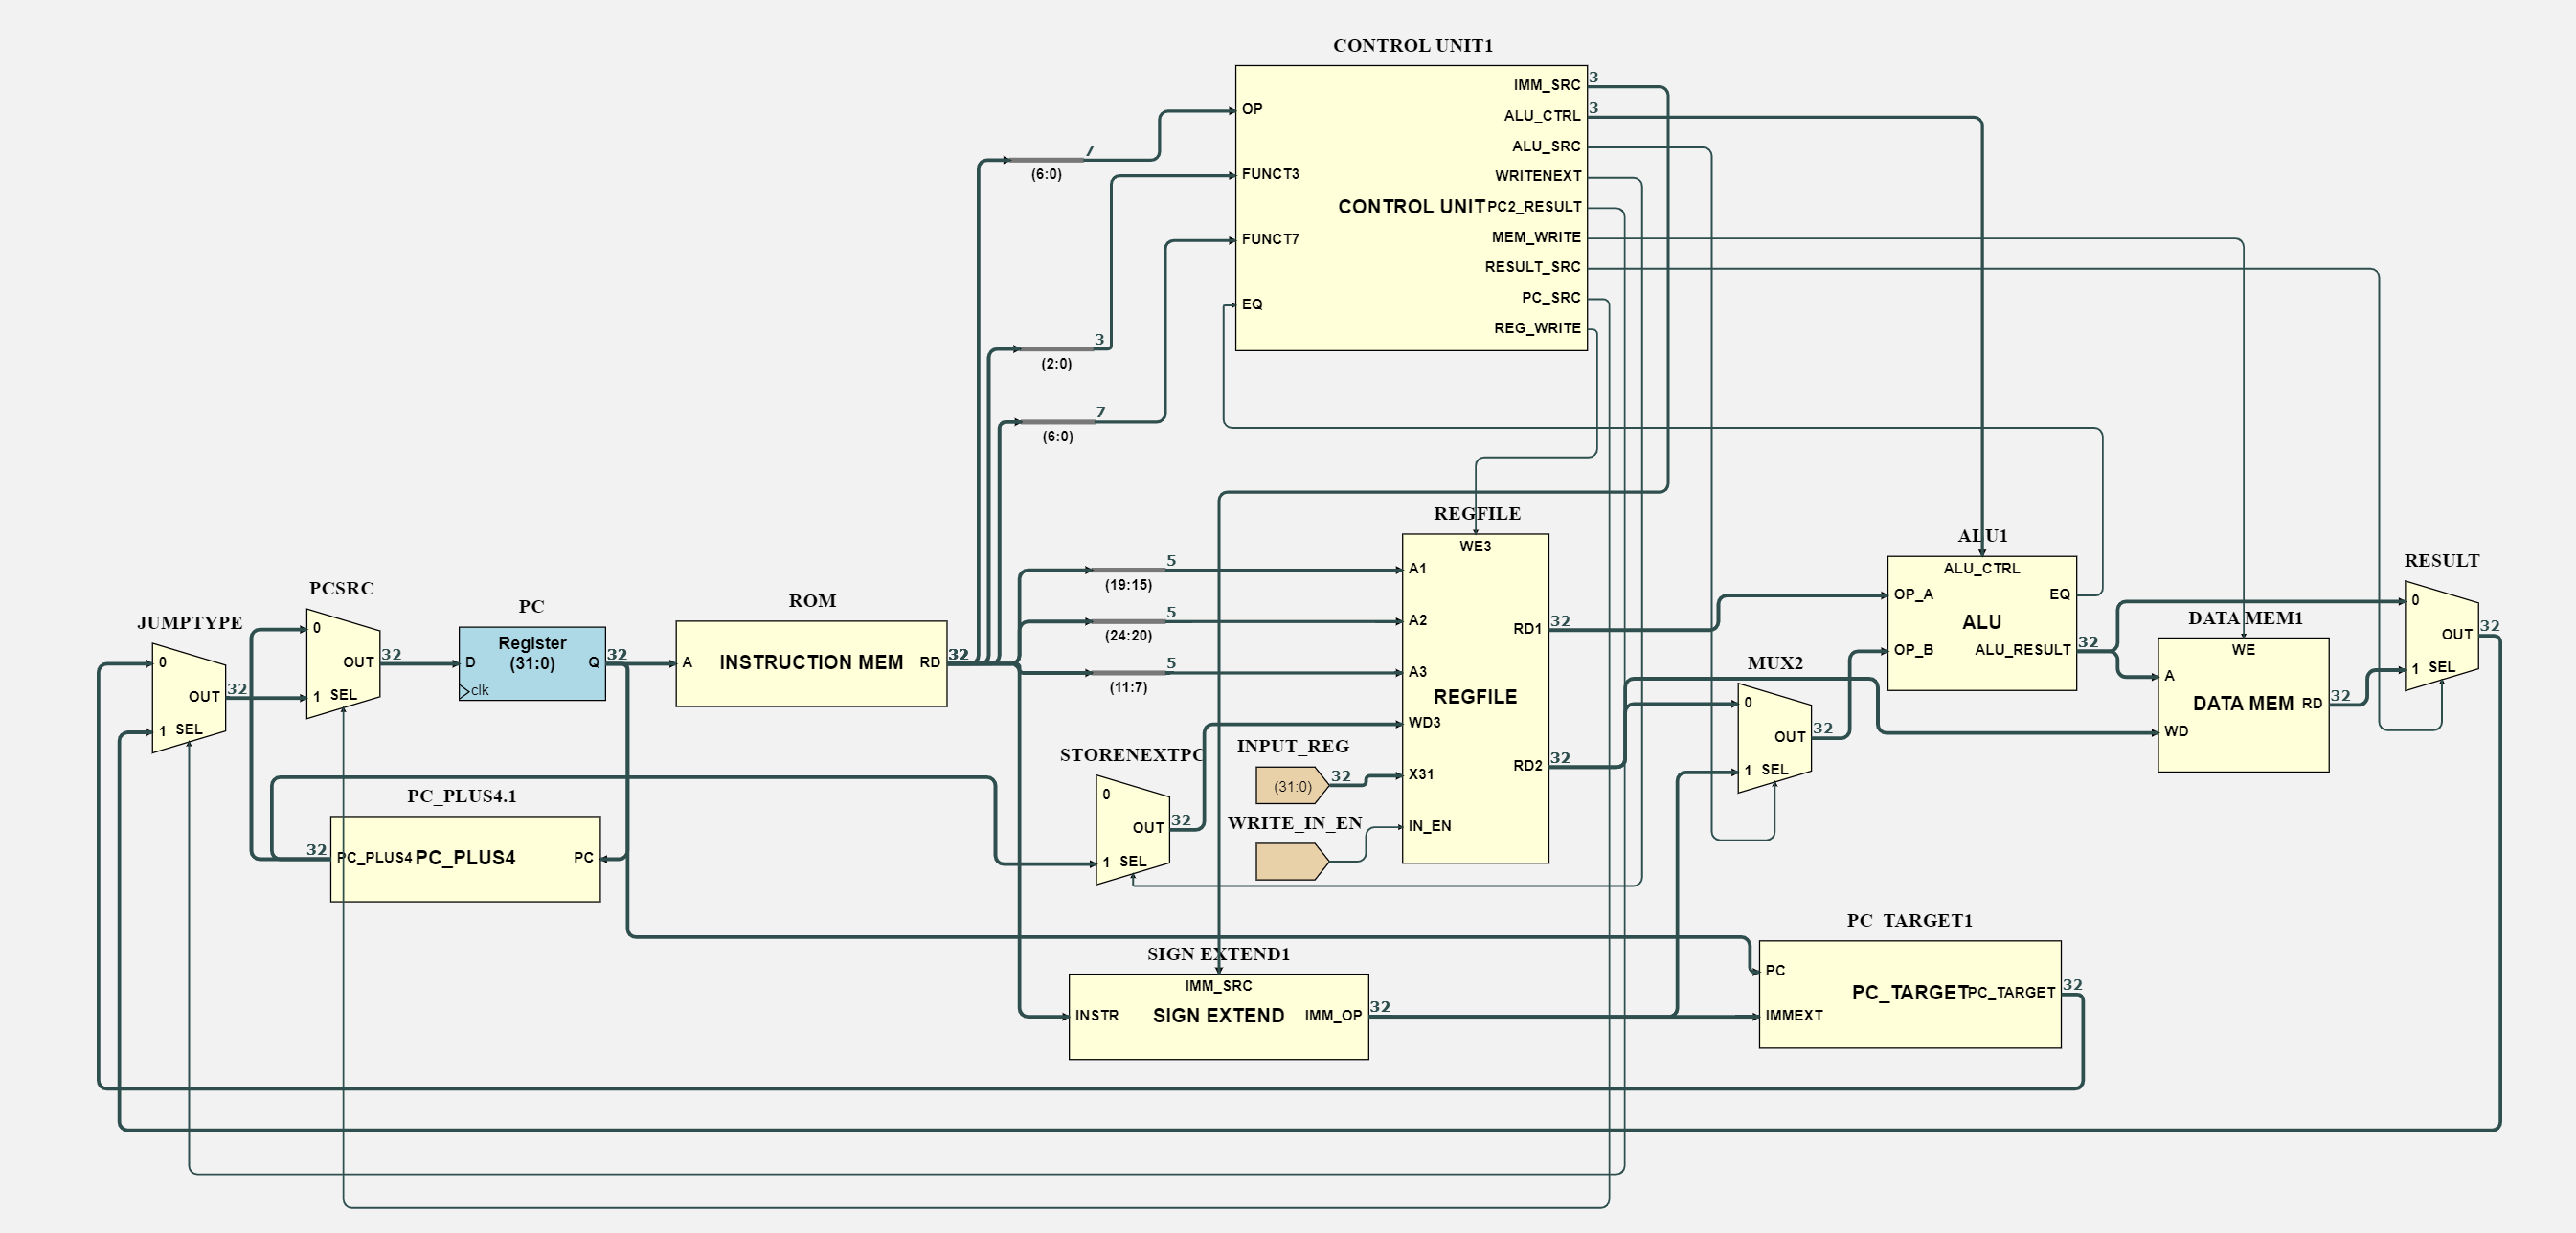 CONTROL UNIT1
OP
FUNCT3
FUNCT7
EQ
CONTROL UNIT
IMM_SRC
ALU_CTRL
ALU_SRC
WRITENEXT
PC2_RESULT
MEM_WRITE
RESULT_SRC
PC_SRC
REG_WRITE
3
3
7
(6:0)
3
(2:0)
7
(6:0)
JUMPTYPE
0
OUT
1 SEL
32
PCSRC
0
OUT
1 SEL
32
PC
Register
(31:0)
D
Q
clk
32
ROM
A
INSTRUCTION MEM
RD
32
5
(19:15)
5
(24:20)
5
(11:7)
REGFILE
WE3
A1
A2
A3
WD3
X31
IN_EN
REGFILE
RD1
RD2
32
32
INPUT_REG
(31:0)
32
WRITE_IN_EN
STORENEXTPC
0
OUT
1 SEL
32
PC_PLUS4.1
32
PC_PLUS4
PC_PLUS4
PC
MUX2
0
OUT
1 SEL
32
ALU1
ALU_CTRL
OP_A
EQ
ALU
OP_B
ALU_RESULT
32
DATA MEM1
WE
A
DATA MEM
RD
WD
32
RESULT
0
OUT
1 SEL
32
SIGN EXTEND1
IMM_SRC
INSTR
SIGN EXTEND
IMM_OP
32
PC_TARGET1
PC
PC_TARGET
PC_TARGET
IMMEXT
32